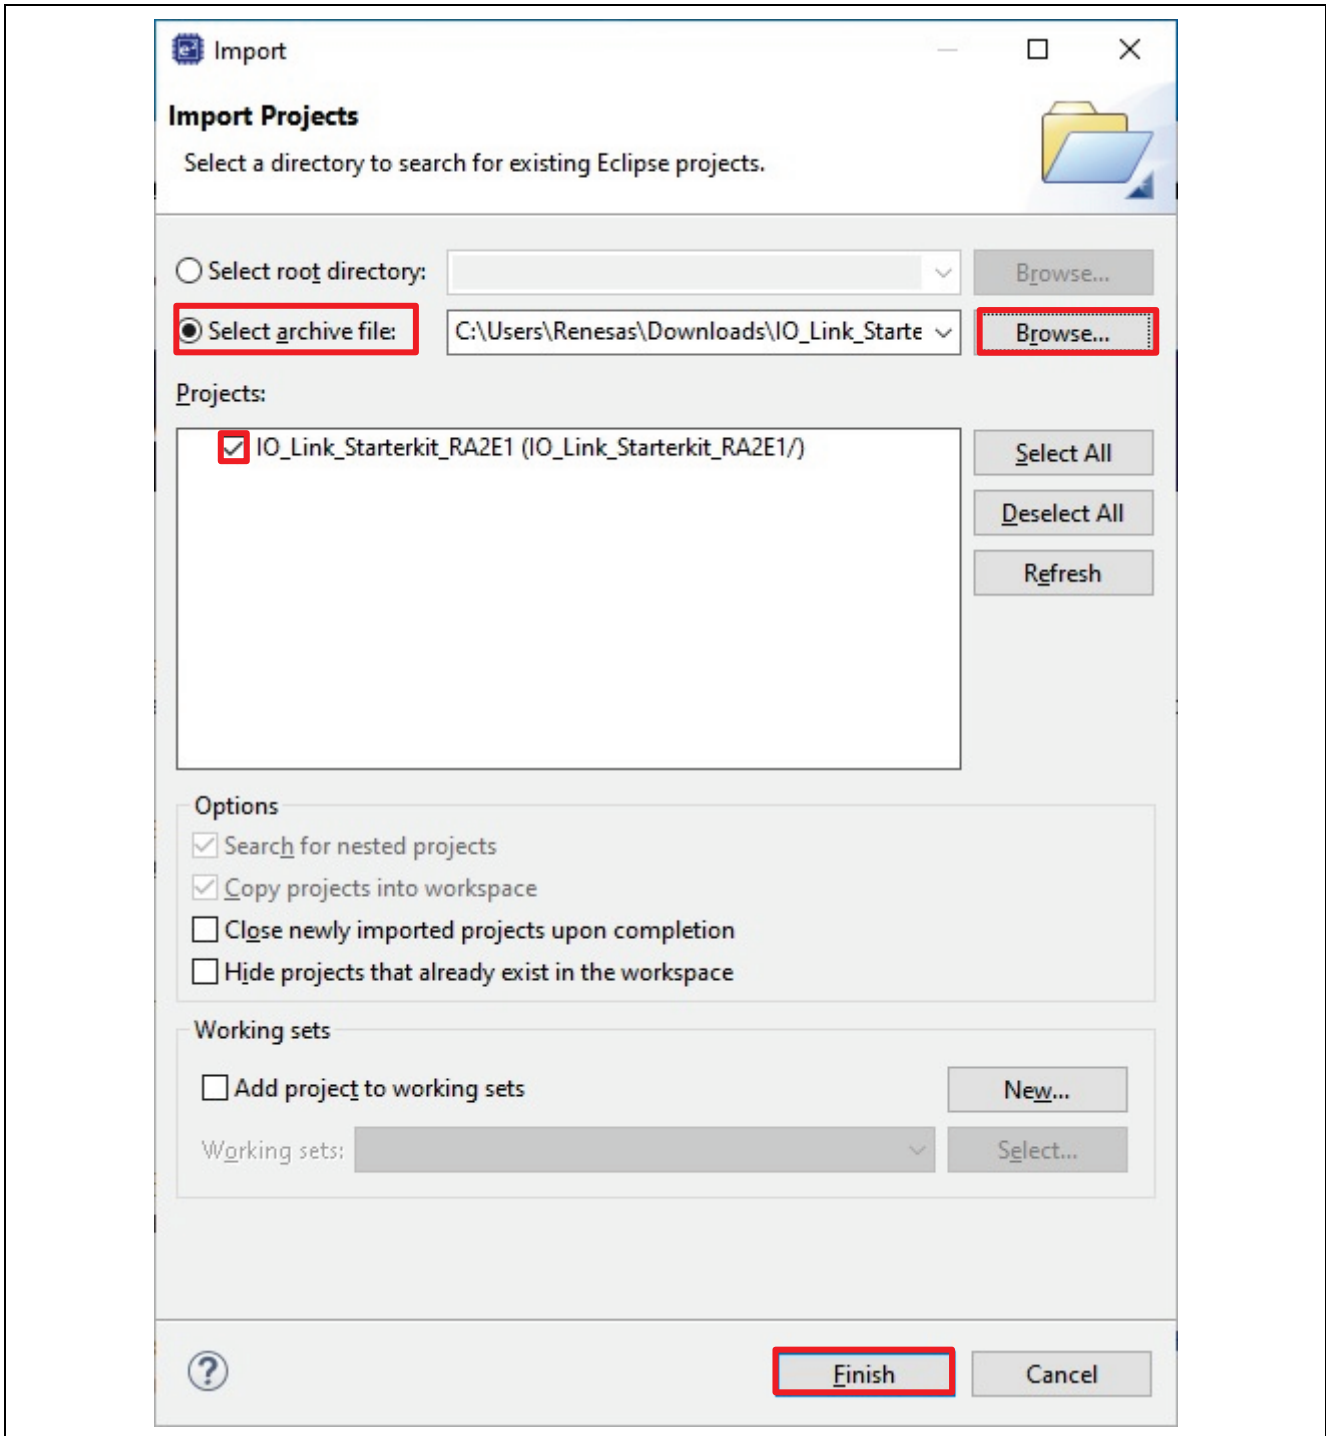 e²
Import
Import Projects
Select a directory to search for existing Eclipse projects.
Select root directory:
Browse...
Select archive file:
C:\Users\Renesas\Downloads\IO_Link_Starte
Browse...
Projects:
IO_Link_Starterkit_RA2E1 (IO_Link_Starterkit_RA2E1/)
Select All
Deselect All
Refresh
Options
Search for nested projects
Copy projects into workspace
Close newly imported projects upon completion
Hide projects that already exist in the workspace
Working sets
Add project to working sets
New...
Working sets:
Select...
?
Finish
Cancel